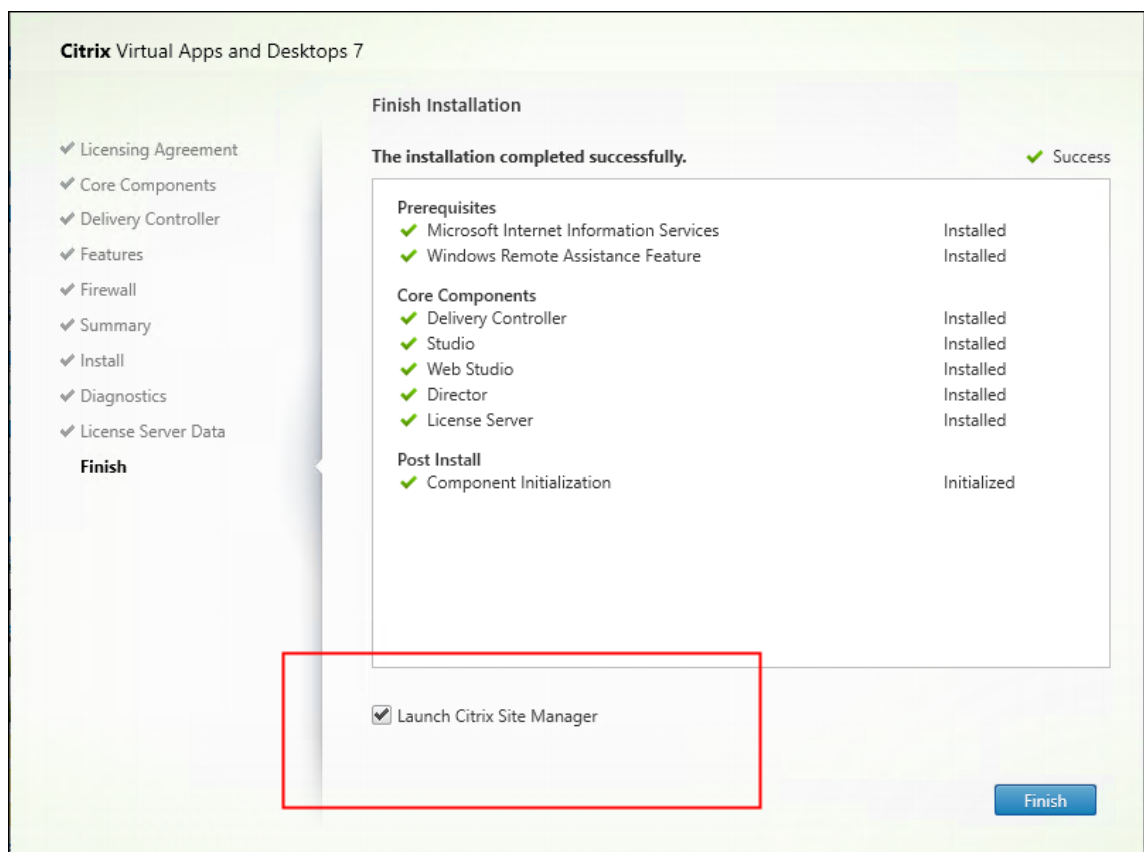 Citrix Virtual Apps and Desktops 7
Finish Installation
Licensing Agreement
Core Components
Delivery Controller
Features
Firewall
Summary
Install
Diagnostics
License Server Data
Finish
The installation completed successfully. Success
Prerequisites
Microsoft Internet Information Services Installed
Windows Remote Assistance Feature Installed
Core Components
Delivery Controller Installed
Studio Installed
Web Studio Installed
Director Installed
License Server Installed
Post Install
Component Initialization Initialized
Launch Citrix Site Manager
Finish